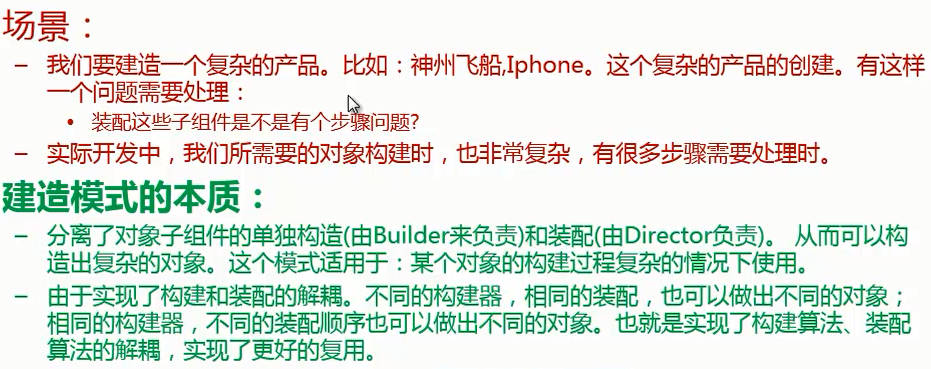 场景：
– 我们要建造一个复杂的产品。比如：神州飞船,Iphone。这个复杂的产品的创建。有这样
一个问题需要处理：
• 装配这些子组件是不是有个步骤问题?
– 实际开发中，我们所需要的对象构建时，也非常复杂，有很多步骤需要处理时。
建造模式的本质：
– 分离了对象子组件的单独构造(由Builder来负责)和装配(由Director负责)。 从而可以构
造出复杂的对象。这个模式适用于：某个对象的构建过程复杂的情况下使用。
– 由于实现了构建和装配的解耦。不同的构建器，相同的装配，也可以做出不同的对象；
相同的构建器，不同的装配顺序也可以做出不同的对象。也就是实现了构建算法、装配
算法的解耦，实现了更好的复用。